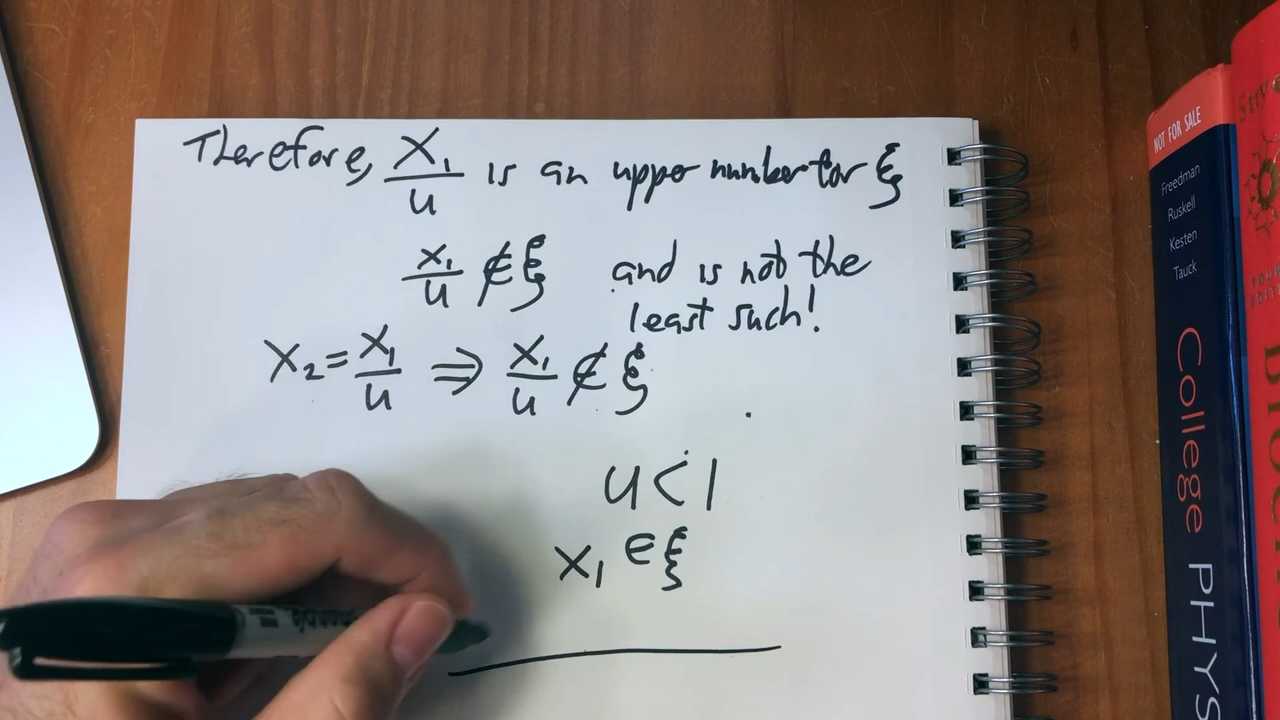 Therefore, X₁/u is an upper number for ξ
X₁/u ∉ ξ and is not the
least such!
X₂ = X₁/u ⇒ X₁/u ∉ ξ
u < 1
X₁ ∈ ξ
NOT FOR SALE
Freedman
Ruskell
Kesten
Tauck
College PHYS